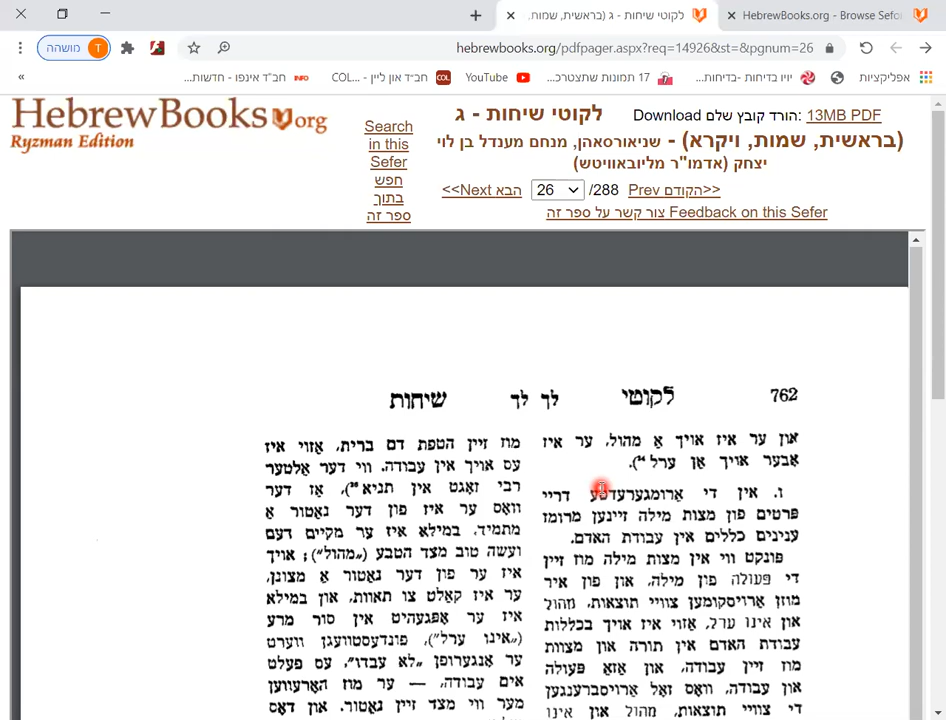 לקוטי שיחות - ג (בראשית, שמות,
HebrewBooks.org - Browse Sefo
מושהה
T
hebrewbooks.org/pdfpager.aspx?req=14926&st=&pgnum=26
אפליקציות
יויו בדיחות -בדיחות...
17 תמונות שתצטרכ...
YouTube
חב״ד און ליין - COL...
חב״ד אינפו - חדשות...
HebrewBooks.org
Ryzman Edition
Search
in this
Sefer
חפש
בתוך
ספר זה
לקוטי שיחות - ג
Download הורד קובץ שלם: 13MB PDF
(בראשית, שמות, ויקרא) - שניאורסאהן, מנחם מענדל בן לוי
יצחק (אדמו"ר מליובאוויטש)
<<Next הבא 26 /288 Prev הקודם>>
צור קשר על ספר זה Feedback on this Sefer
762
לקוטי
לך לך
שיחות
און ער איז אויך אַ מהול, ער איז
אָבער אויך אַן ערל
ו. אין די אַרומגערעדטע דריי
פּרטים פון מצות מילה זיינען מרומז
ענינים כללים אין עבודת האדם.
פּונקט ווי אין מצות מילה מוז זיין
די פּעולה פון מילה, און פון איר
מוזן אַרויסקומען צוויי תוצאות, מהול
און אינו ערל, אַזוי איז אויך בכללות
עבודת האדם אין תורה און מצוות
מוז זיין עבודה, און אַזאַ פּעולה
און עבודה, וואָס זאָל אַרויסברענגען
די צוויי תוצאות, מהול און אינו
מוז זיין הטפת דם ברית, אַזוי איז
עס אויך אין עבודה. ווי דער אַלטער
רבי זאָגט אין תניא), אַז דער
וואָס ער איז פון דער נאַטור אַ
מתמיד, במילא איז ער מקיים דעם
ועשה טוב מצד הטבע („מהול"); אויך
איז ער פון דער נאַטור אַ מצונן,
ער איז קאַלט צו תאוות, און במילא
איז ער אָפּגעהיט אין סור מרע
(„אינו ערל"), פונדעסטוועגן ווערט
ער אָנגערופן „לא עבדו", עס פעלט
אים עבודה, — ער מוז האָרעווען
מער ווי מצד זיין נאַטור. און דאָס